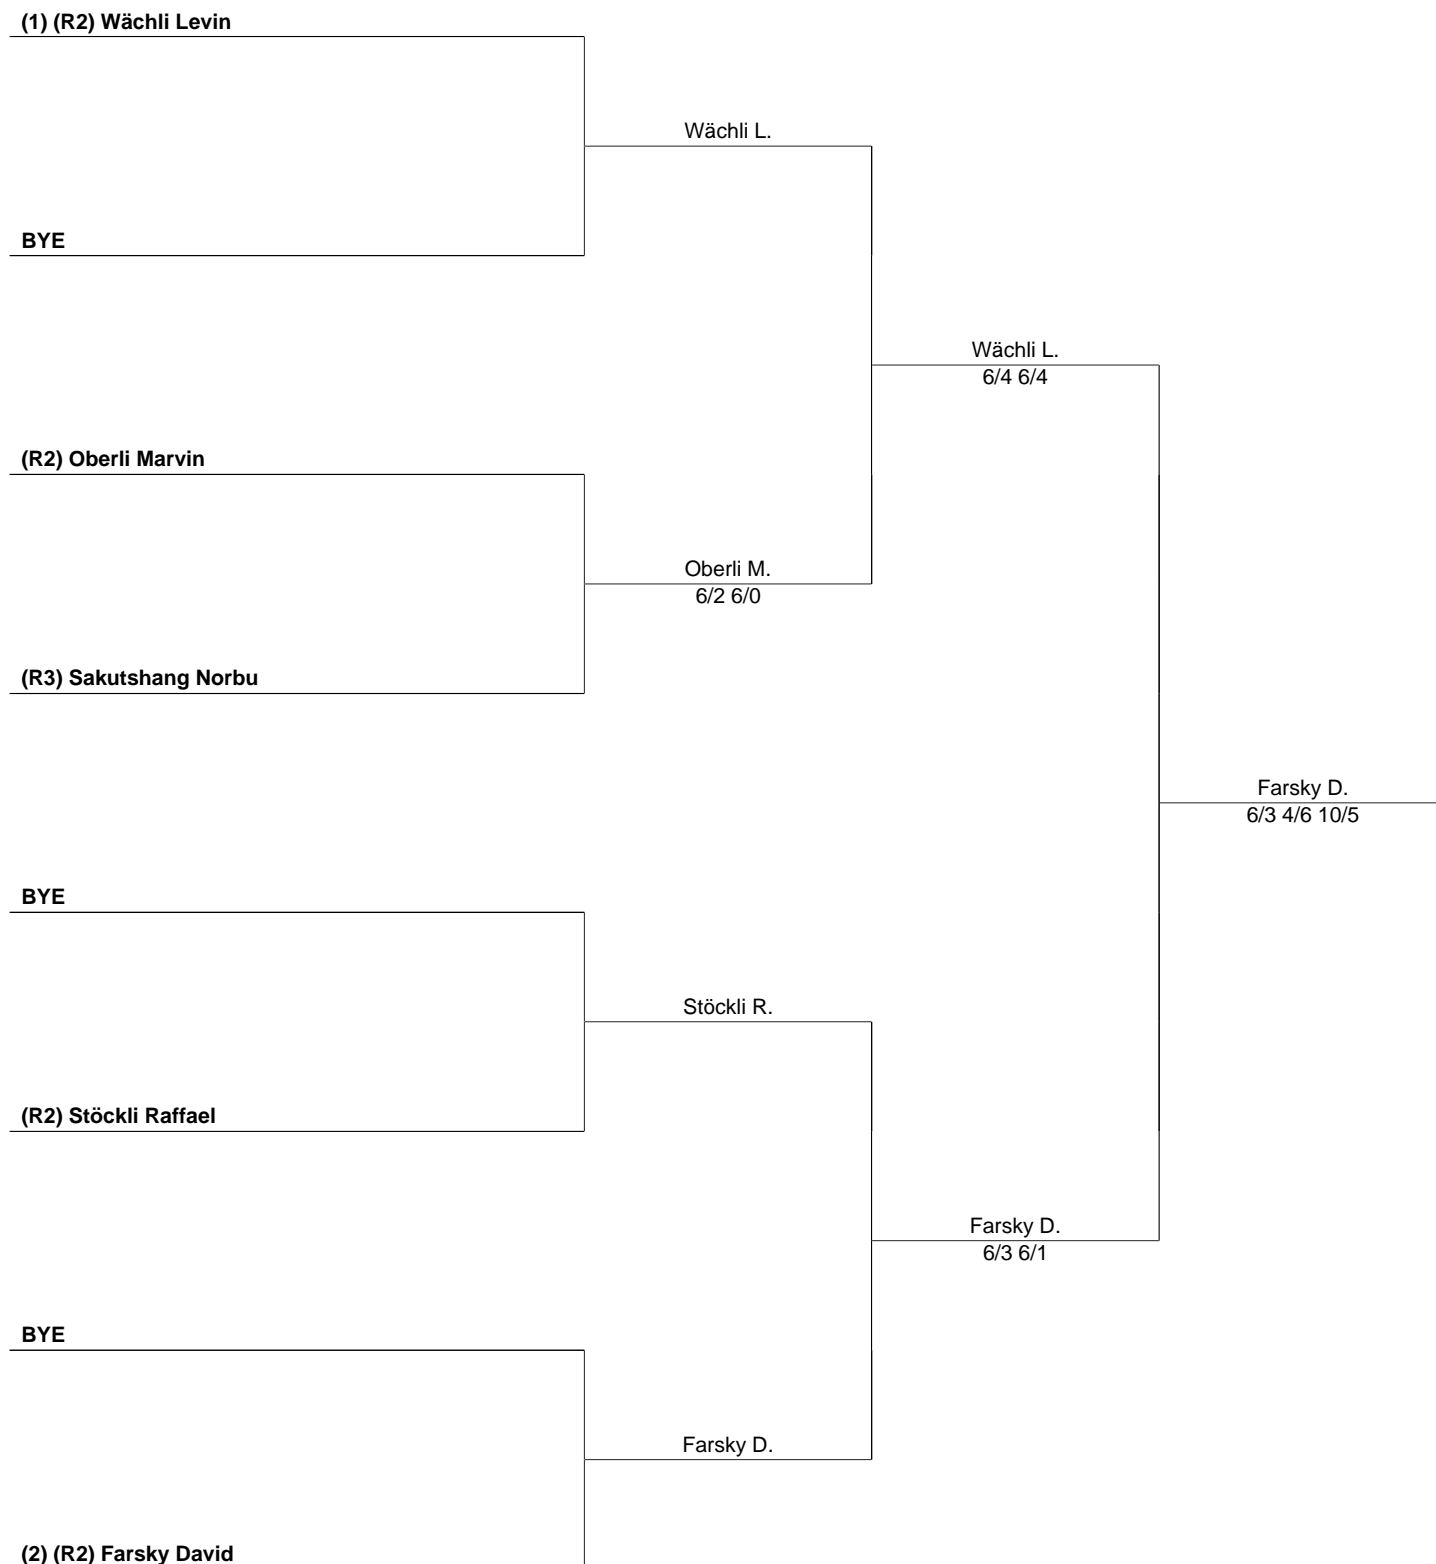 (1) (R2) Wächli Levin
Wächli L.
BYE
Wächli L.
6/4 6/4
(R2) Oberli Marvin
Oberli M.
6/2 6/0
(R3) Sakutshang Norbu
Farsky D.
6/3 4/6 10/5
BYE
Stöckli R.
(R2) Stöckli Raffael
Farsky D.
6/3 6/1
BYE
Farsky D.
(2) (R2) Farsky David